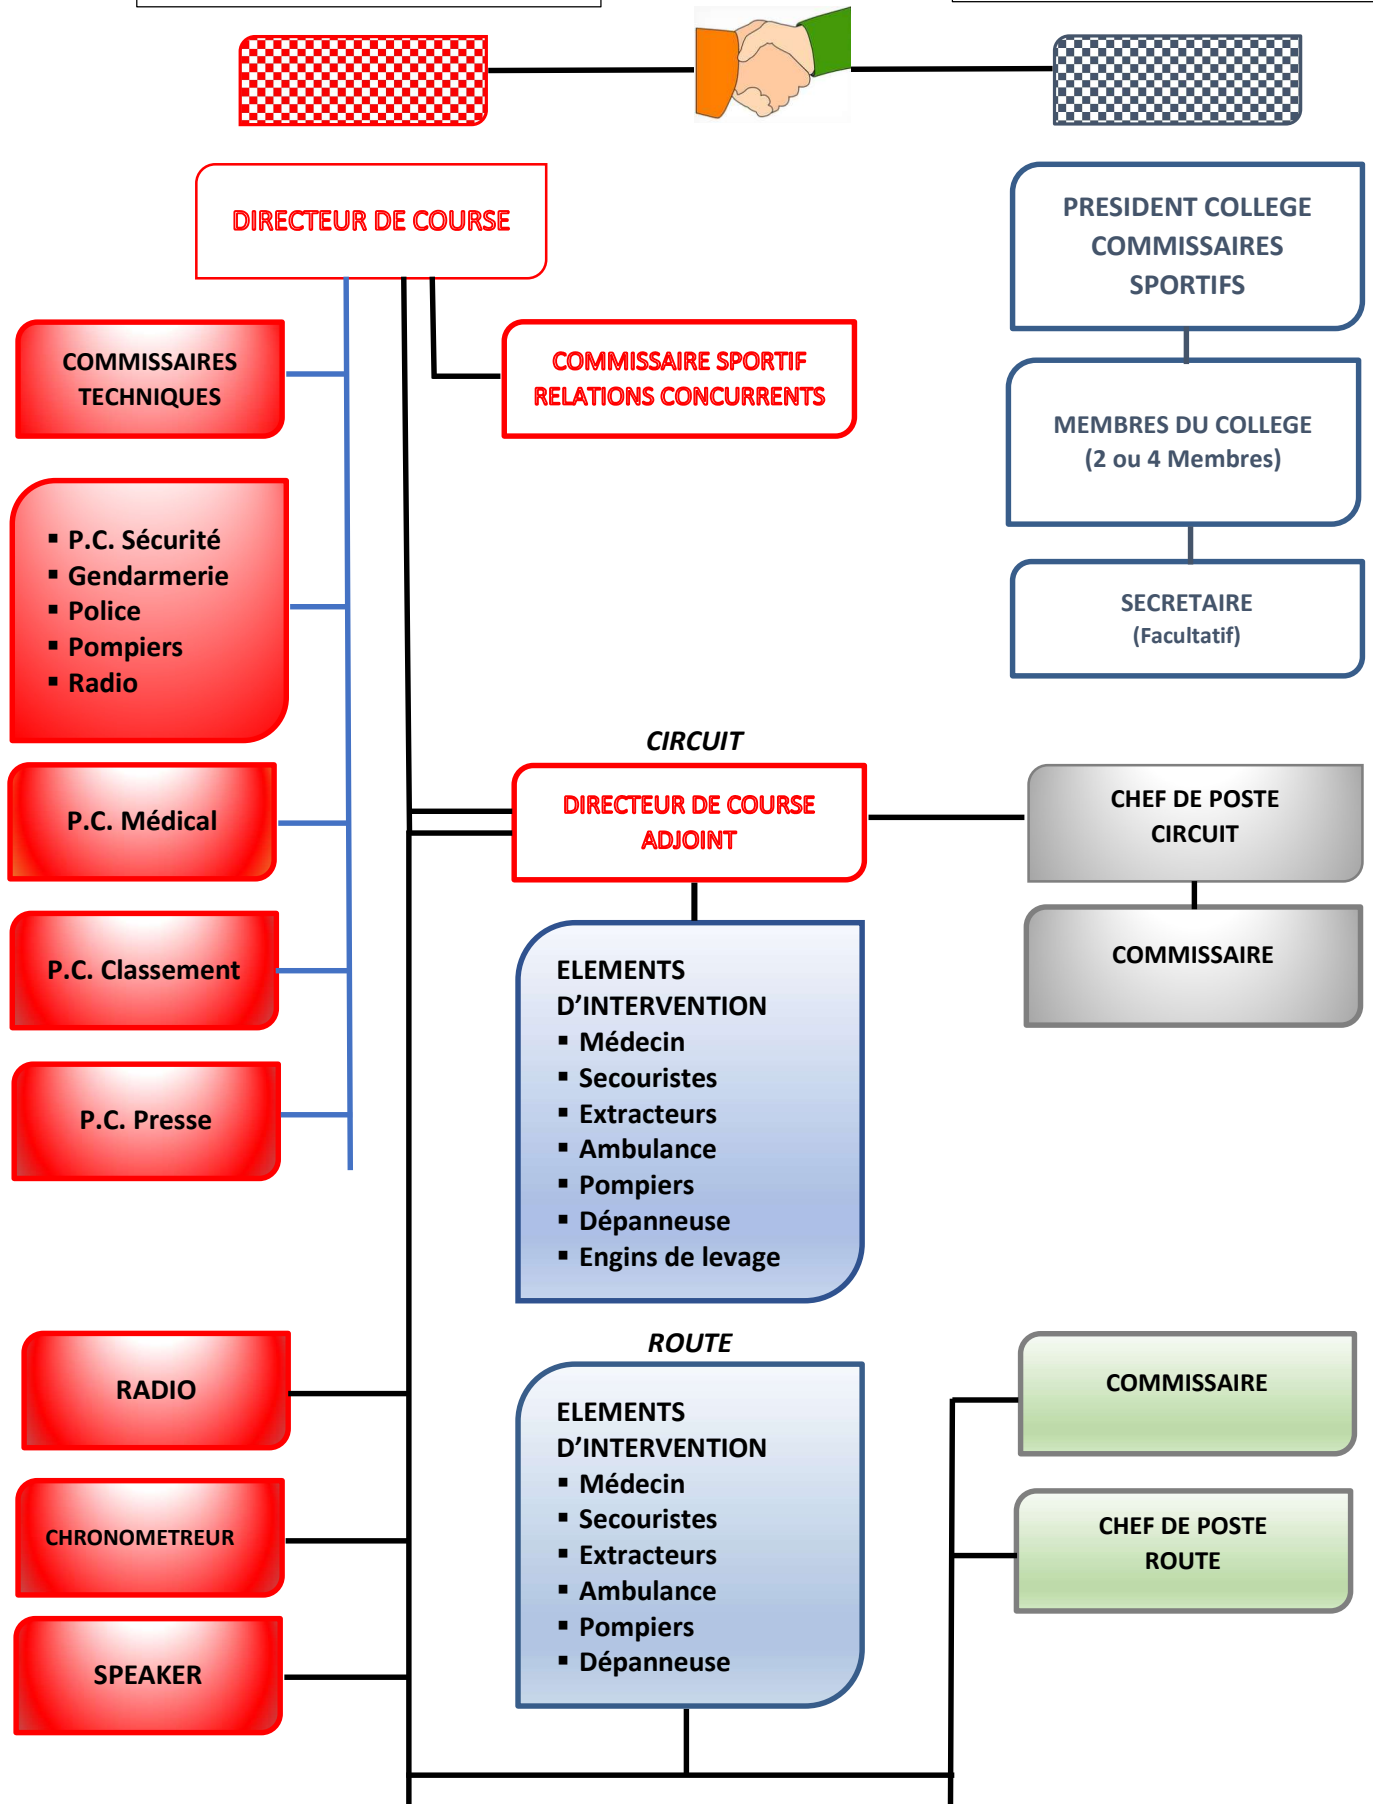 DIRECTEUR DE COURSE
PRESIDENT COLLEGE
COMMISSAIRES
SPORTIFS
COMMISSAIRES
TECHNIQUES
COMMISSAIRE SPORTIF
RELATIONS CONCURRENTS
MEMBRES DU COLLEGE
(2 ou 4 Membres)
▪ P.C. Sécurité
▪ Gendarmerie
▪ Police
▪ Pompiers
▪ Radio
SECRETAIRE
(Facultatif)
CIRCUIT
P.C. Médical
DIRECTEUR DE COURSE
ADJOINT
CHEF DE POSTE
CIRCUIT
P.C. Classement
ELEMENTS
D’INTERVENTION
▪ Médecin
▪ Secouristes
▪ Extracteurs
▪ Ambulance
▪ Pompiers
▪ Dépanneuse
▪ Engins de levage
COMMISSAIRE
P.C. Presse
ROUTE
RADIO
ELEMENTS
D’INTERVENTION
▪ Médecin
▪ Secouristes
▪ Extracteurs
▪ Ambulance
▪ Pompiers
▪ Dépanneuse
COMMISSAIRE
CHRONOMETREUR
CHEF DE POSTE
ROUTE
SPEAKER